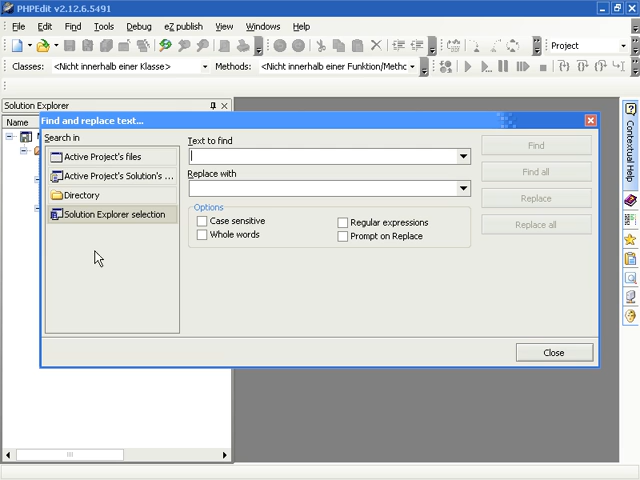 PHPEdit v2.12.6.5491
File Edit Find Tools Debug eZ publish View Windows Help
Project
Classes: <Nicht innerhalb einer Klasse> Methods: <Nicht innerhalb einer Funktion/Methc
Solution Explorer
Name
Find and replace text...
Search in
Active Project's files
Active Project's Solution's ...
Directory
Solution Explorer selection
Text to find
Replace with
Options
Case sensitive
Regular expressions
Whole words
Prompt on Replace
Find
Find all
Replace
Replace all
Close
Contextual Help